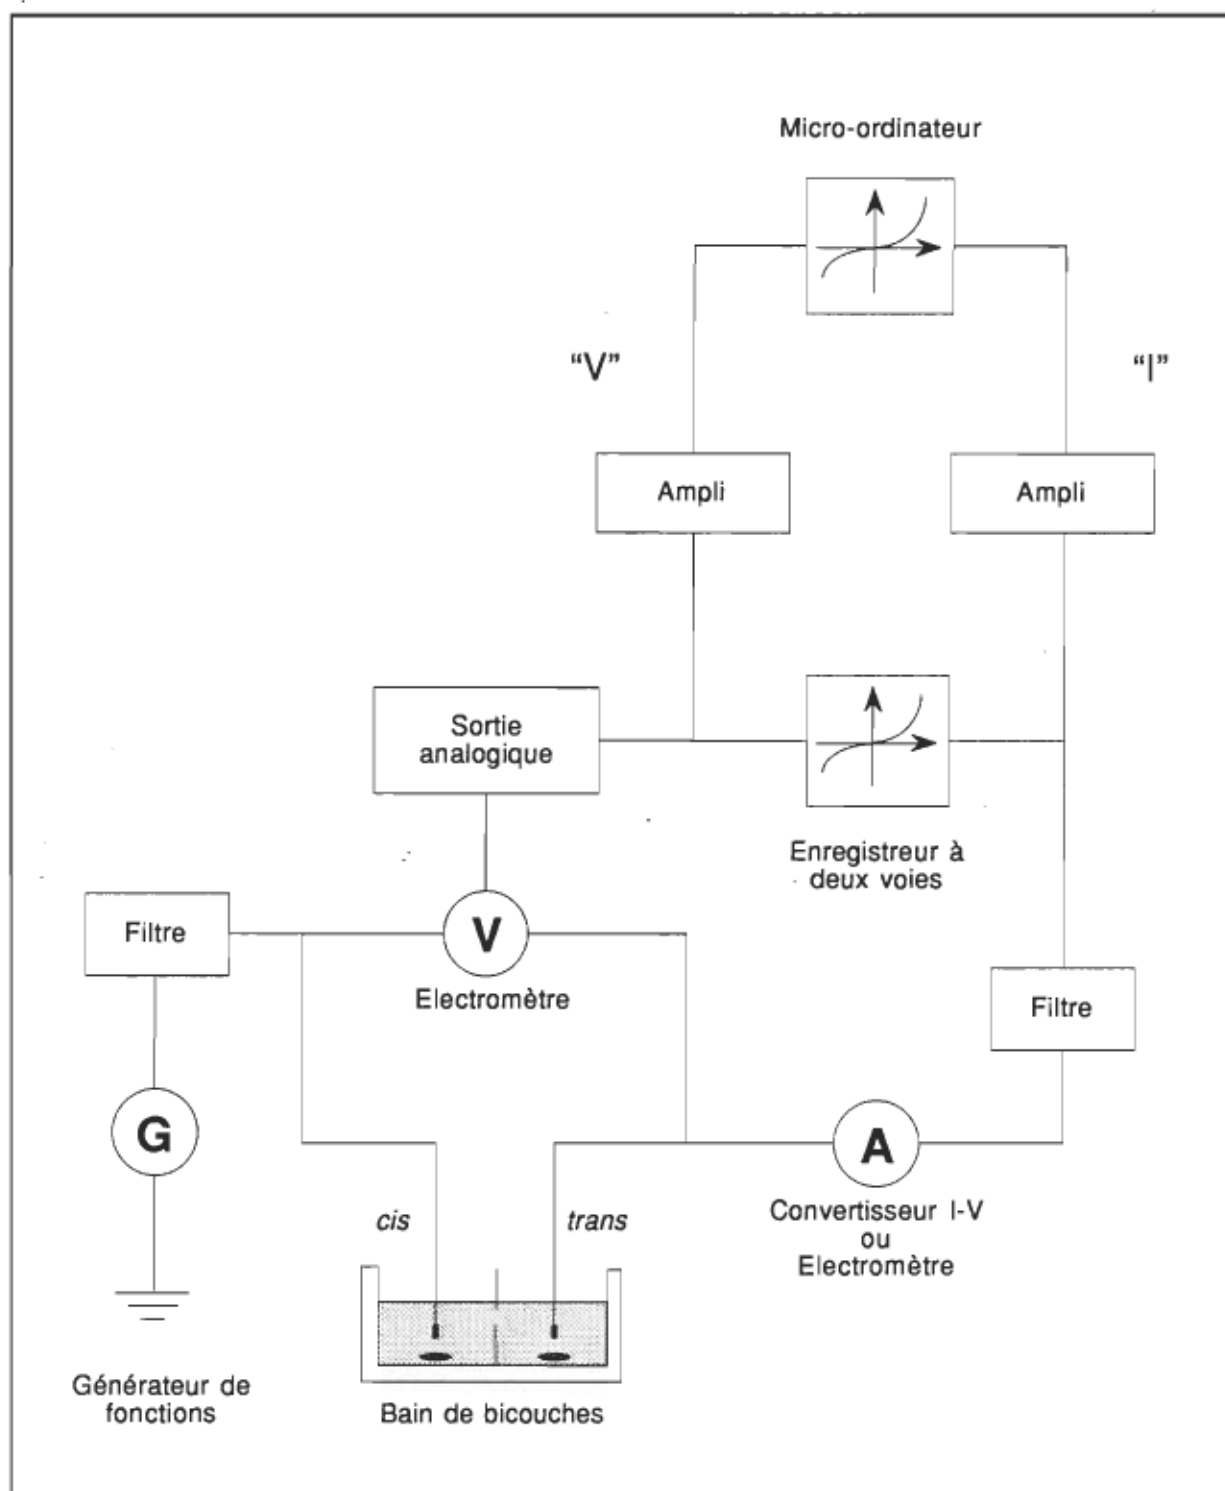 Micro-ordinateur
“V”
“I”
Ampli
Ampli
Sortie
analogique
Enregistreur à
deux voies
Filtre
V
Electromètre
Filtre
G
A
Convertisseur I-V
ou
Electromètre
cis
trans
Générateur de
fonctions
Bain de bicouches